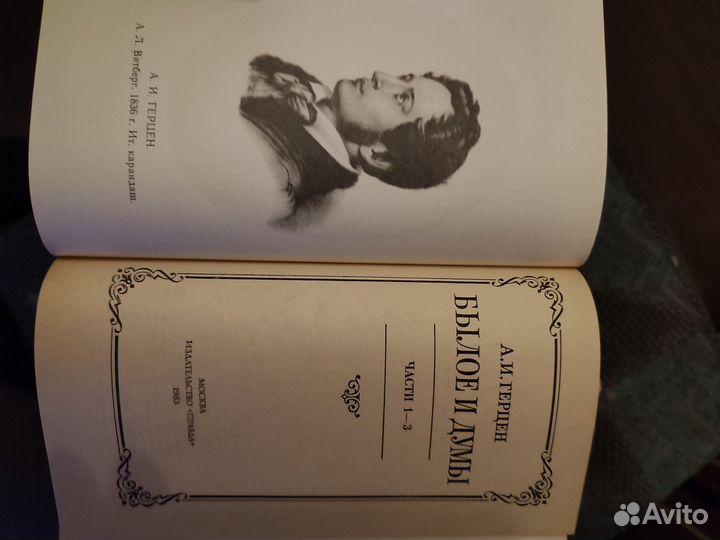 А. И ГЕРЦЕН
А. Л. Витберг. 1836 г. Ит. карандаш.
А.И.ГЕРЦЕН
БЫЛОЕ И ДУМЫ
ЧАСТИ 1—3
МОСКВА
ИЗДАТЕЛЬСТВО «ПРАВДА»
1983
Avito